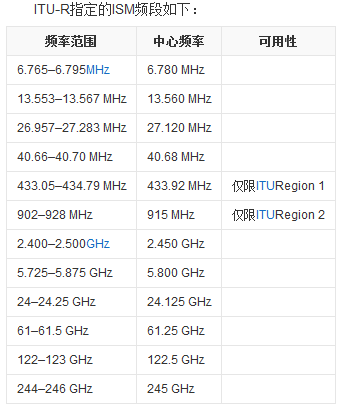 ITU-R指定的ISM频段如下：
频率范围 中心频率 可用性
6.765–6.795MHz 6.780 MHz
13.553–13.567 MHz 13.560 MHz
26.957–27.283 MHz 27.120 MHz
40.66–40.70 MHz 40.68 MHz
433.05–434.79 MHz 433.92 MHz 仅限ITURegion 1
902–928 MHz 915 MHz 仅限ITURegion 2
2.400–2.500GHz 2.450 GHz
5.725–5.875 GHz 5.800 GHz
24–24.25 GHz 24.125 GHz
61–61.5 GHz 61.25 GHz
122–123 GHz 122.5 GHz
244–246 GHz 245 GHz